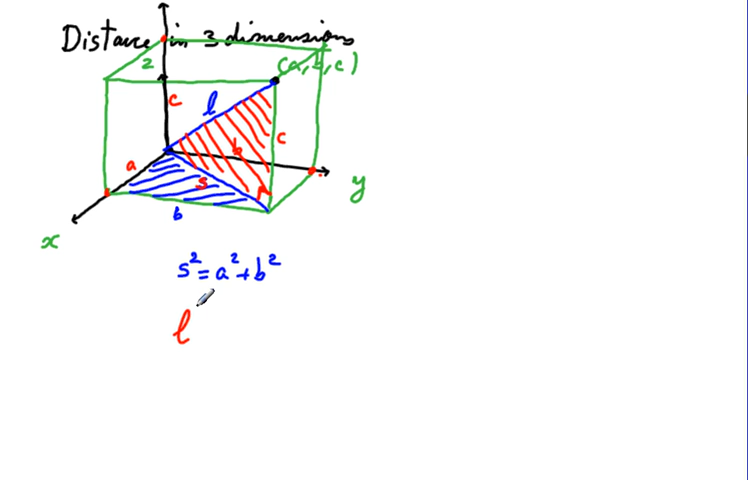 Distance in 3 dimensions
z
(a, b, c)
c
l
c
b
a
s
y
b
x
s² = a² + b²
l